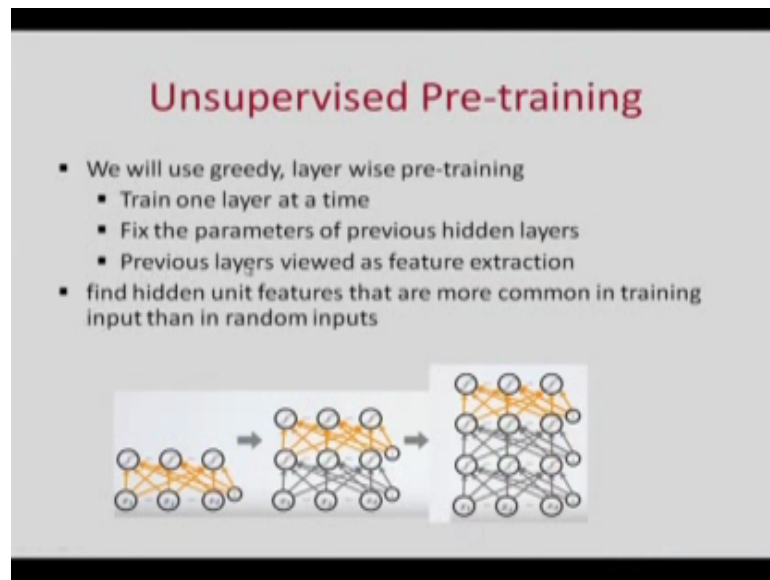 Unsupervised Pre-training
▪ We will use greedy, layer wise pre-training
▪ Train one layer at a time
▪ Fix the parameters of previous hidden layers
▪ Previous layers viewed as feature extraction
▪ find hidden unit features that are more common in training
input than in random inputs